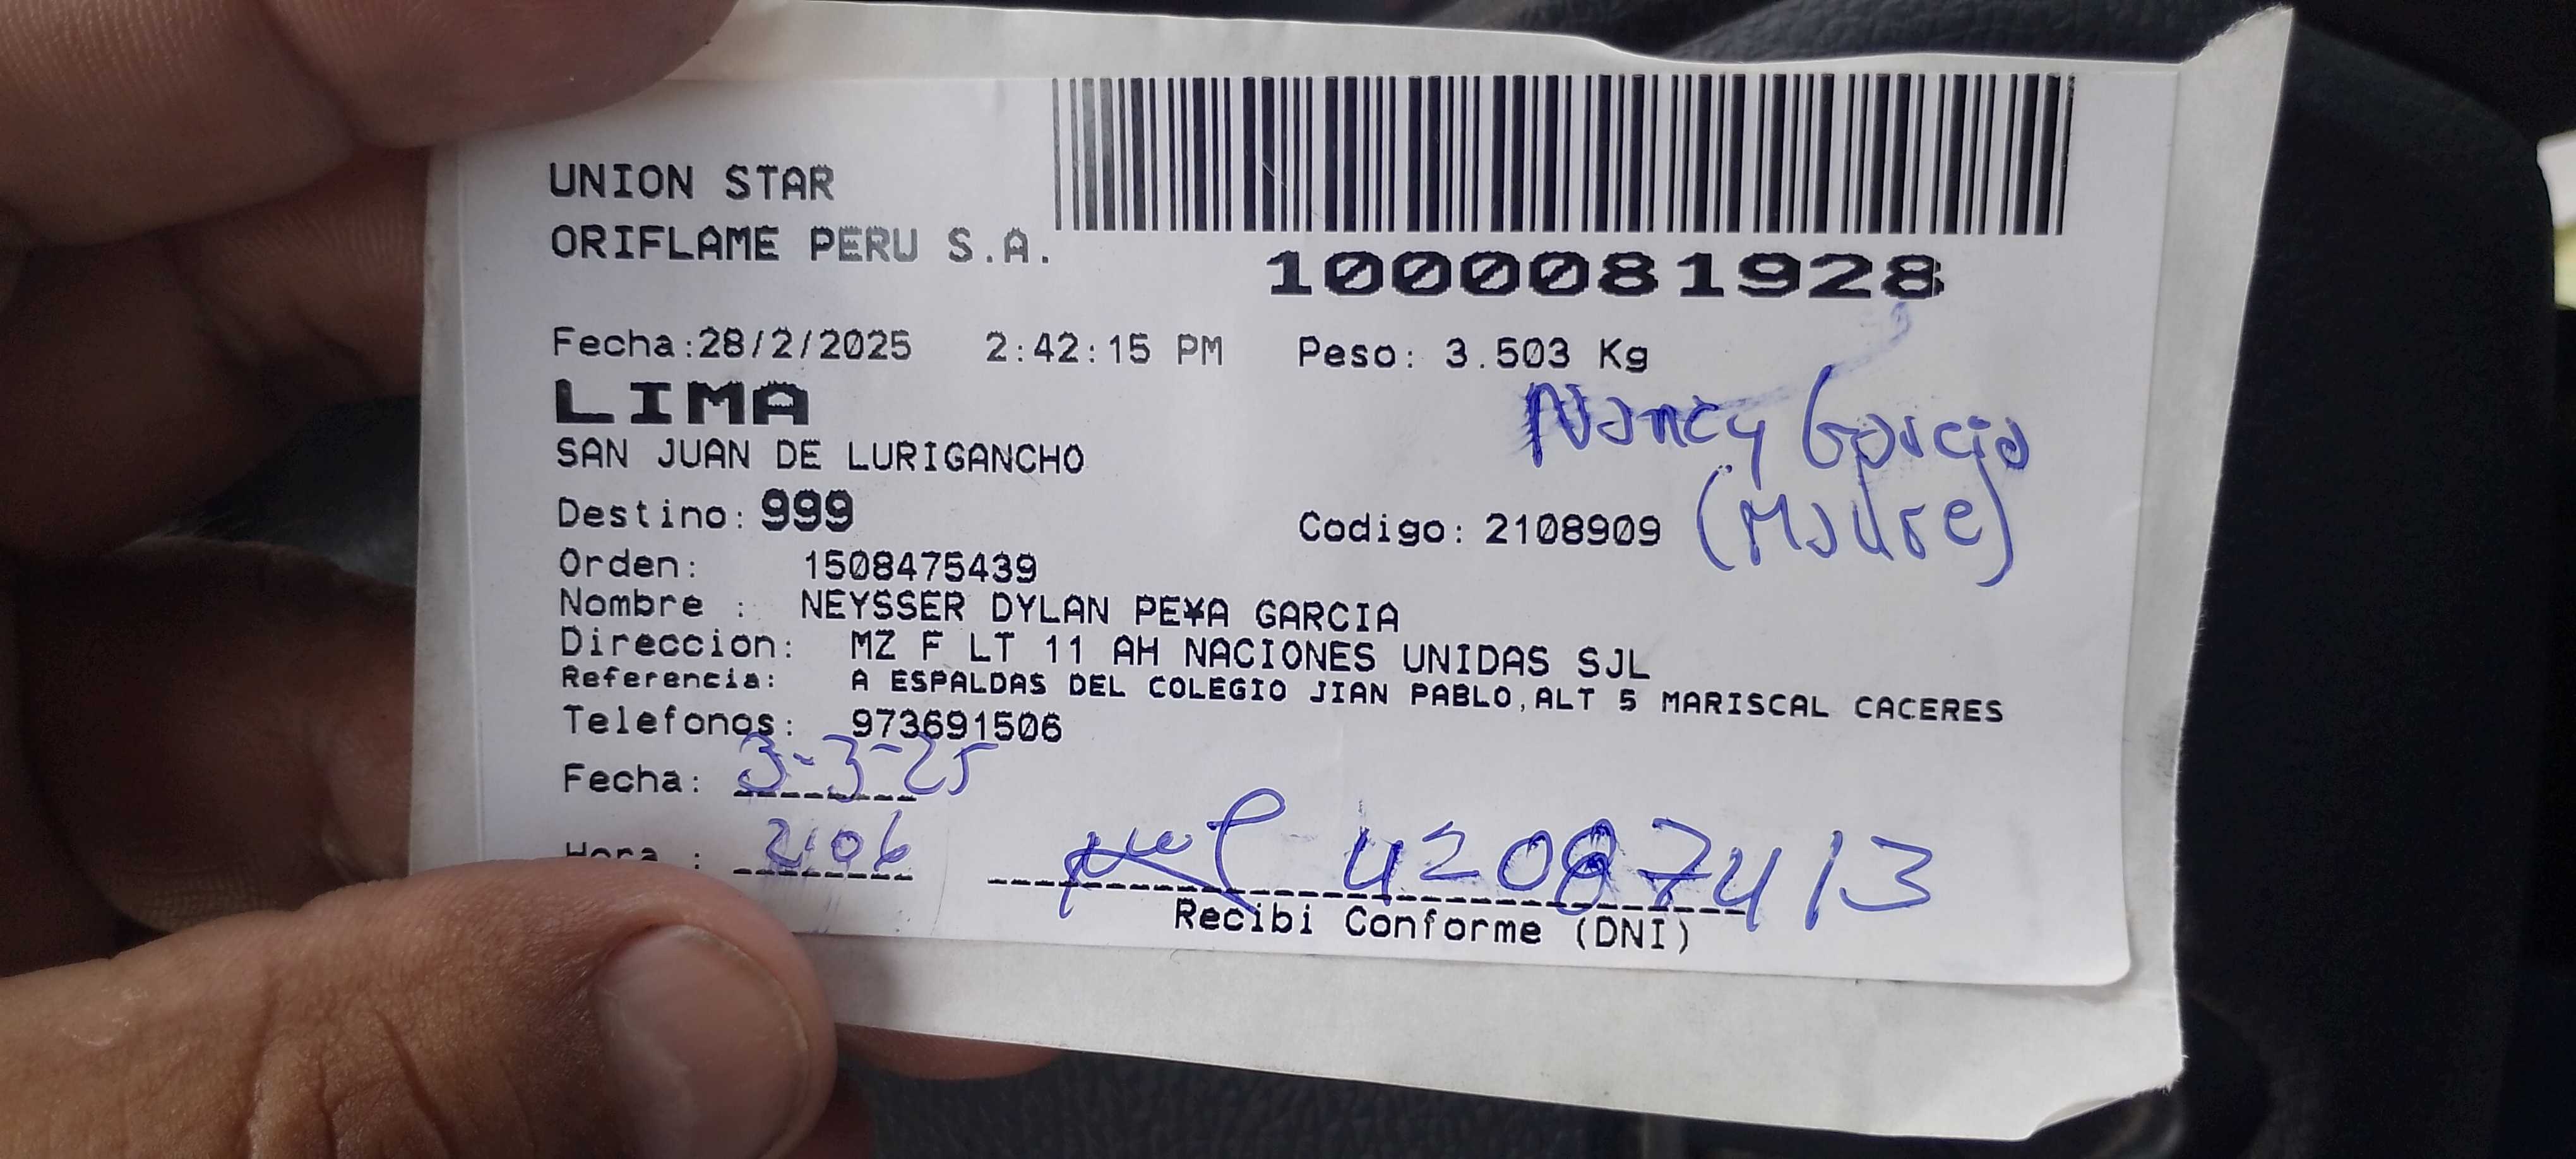 UNION STAR
ORIFLAME PERU S.A.
1000081928
Fecha:28/2/2025 2:42:15 PM Peso: 3.503 Kg
LIMA
Nancy Garcia
SAN JUAN DE LURIGANCHO
(Madre)
Destino: 999 Codigo: 2108909
Orden: 1508475439
Nombre : NEYSSER DYLAN PE¥A GARCIA
Direccion: MZ F LT 11 AH NACIONES UNIDAS SJL
Referencia: A ESPALDAS DEL COLEGIO JIAN PABLO,ALT 5 MARISCAL CACERES
Telefonos: 973691506
Fecha: 3-3-25
Hora : 2:06
42087413
Recibi Conforme (DNI)